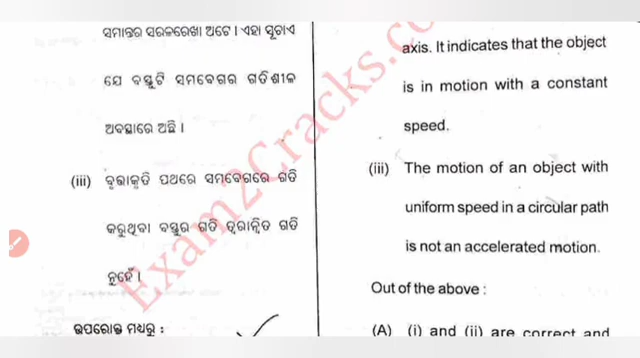 ସମାନ୍ତର ସରଳରେଖା ଅଟେ । ଏହା ସୂଚାଏ
ଯେ ବସ୍ତୁଟି ସମବେଗର ଗତିଶୀଳ
ଅବସ୍ଥାରେ ଅଛି ।
(iii) ବୃତ୍ତାକୃତି ପଥରେ ସମବେଗରେ ଗତି
କରୁଥିବା ବସ୍ତୁର ଗତି ତ୍ୱରାନ୍ୱିତ ଗତି
ନୁହେଁ ।
ଉପରୋକ୍ତ ମଧ୍ୟରୁ :
axis. It indicates that the object
is in motion with a constant
speed.
(iii) The motion of an object with
uniform speed in a circular path
is not an accelerated motion.
Out of the above :
(A) (i) and (ii) are correct and
Exam2Cracks.co